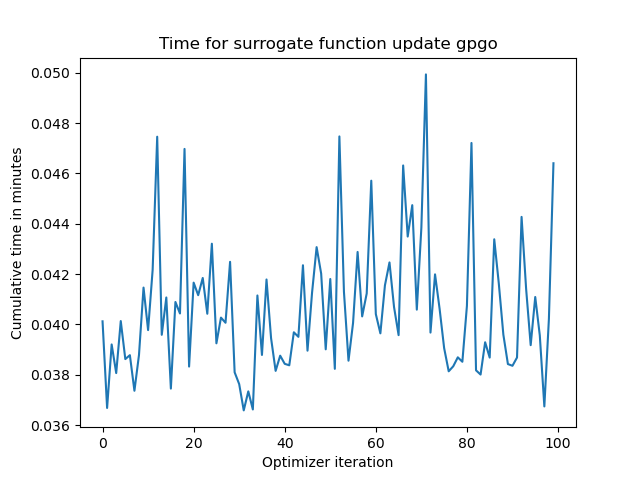 Time for surrogate function update gpgo
Cumulative time in minutes
0.050
0.048
0.046
0.044
0.042
0.040
0.038
0.036
0 20 40 60 80 100
Optimizer iteration